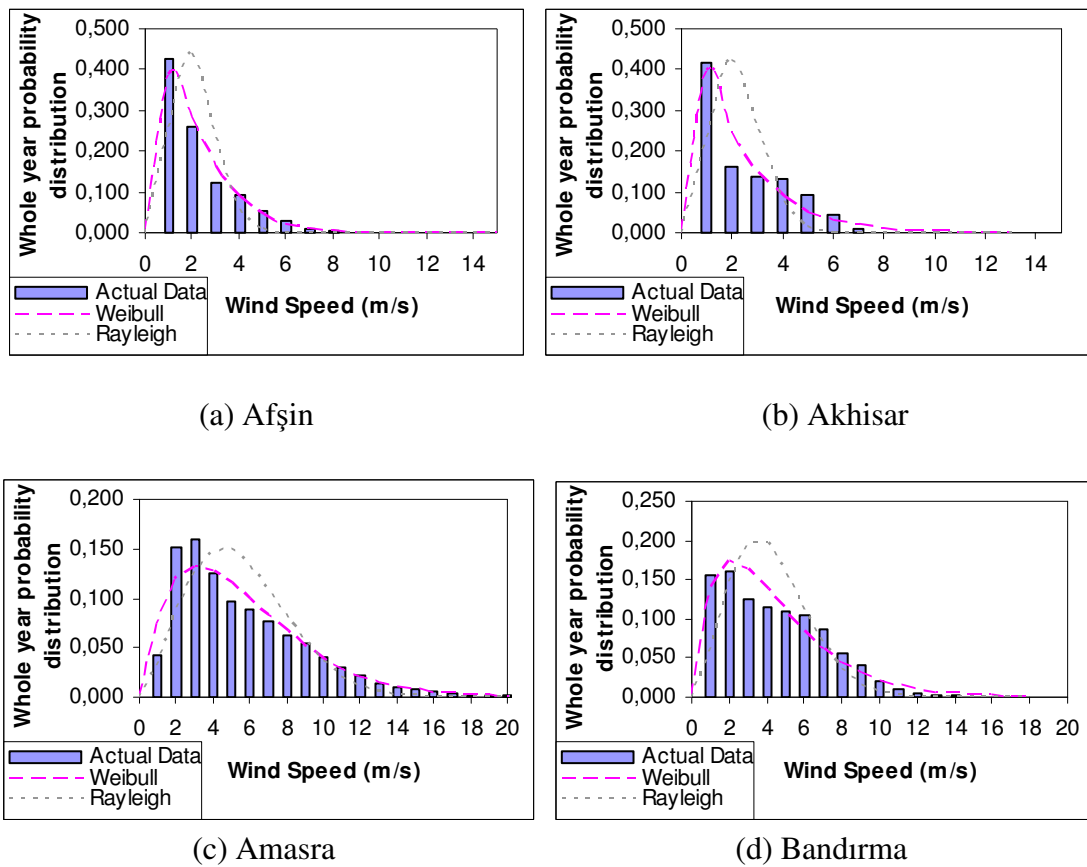 Whole year probability
distribution
0,500
0,400
0,300
0,200
0,100
0,000
0 2 4 6 8 10 12 14
Wind Speed (m/s)
Actual Data
Weibull
Rayleigh
(a) Afşin
Whole year probability
distribution
0,500
0,400
0,300
0,200
0,100
0,000
0 2 4 6 8 10 12 14
Wind Speed (m/s)
Actual Data
Weibull
Rayleigh
(b) Akhisar
Whole year probability
distribution
0,200
0,150
0,100
0,050
0,000
0 2 4 6 8 10 12 14 16 18 20
Wind Speed (m/s)
Actual Data
Weibull
Rayleigh
(c) Amasra
Whole year probability
distribution
0,250
0,200
0,150
0,100
0,050
0,000
0 2 4 6 8 10 12 14 16 18 20
Wind Speed (m/s)
Actual Data
Weibull
Rayleigh
(d) Bandırma